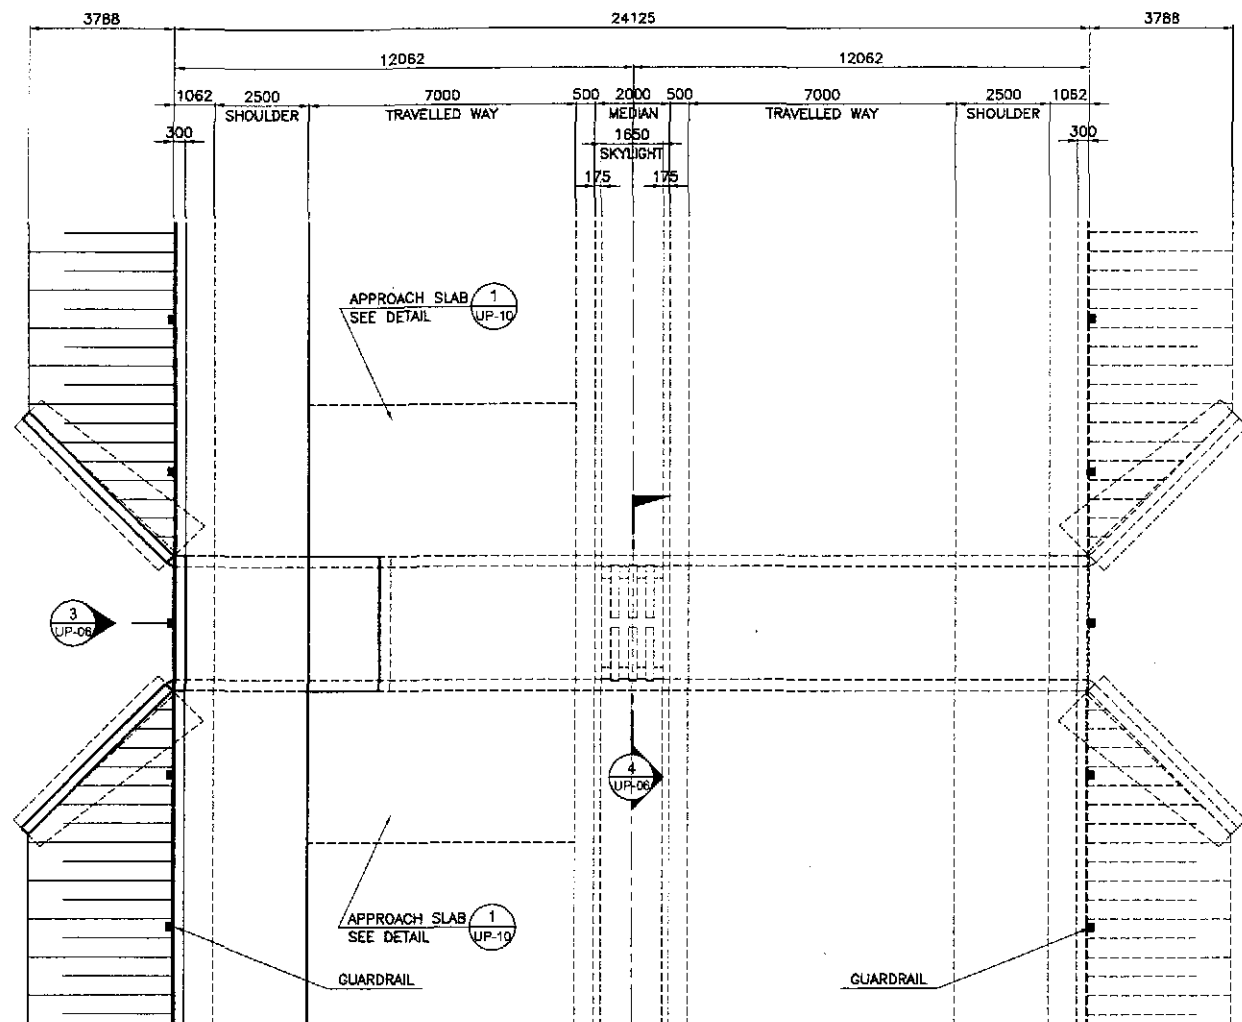 3788 24125 3788
12062 12062
1062 2500 7000 500 2000 500 7000 2500 1062
SHOULDER TRAVELLED WAY MEDIAN TRAVELLED WAY SHOULDER
300 1650 300
SKYLIGHT
175 175
APPROACH SLAB 1
SEE DETAIL UP-10
3
UP-06
4
UP-06
APPROACH SLAB 1
SEE DETAIL UP-10
GUARDRAIL GUARDRAIL